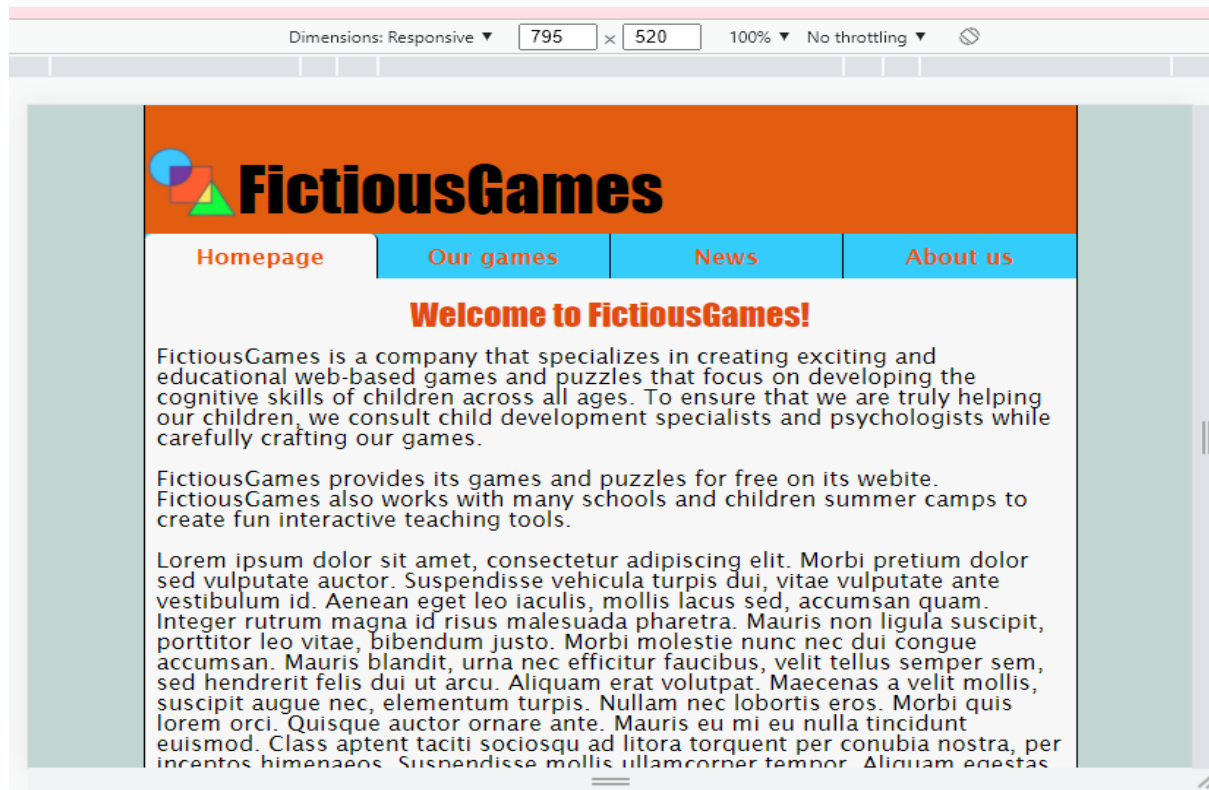 Dimensions: Responsive ▼ 795 × 520 100% ▼ No throttling ▼
FictiousGames
Homepage Our games News About us
Welcome to FictiousGames!
FictiousGames is a company that specializes in creating exciting and
educational web-based games and puzzles that focus on developing the
cognitive skills of children across all ages. To ensure that we are truly helping
our children, we consult child development specialists and psychologists while
carefully crafting our games.
FictiousGames provides its games and puzzles for free on its webite.
FictiousGames also works with many schools and children summer camps to
create fun interactive teaching tools.
Lorem ipsum dolor sit amet, consectetur adipiscing elit. Morbi pretium dolor
sed vulputate auctor. Suspendisse vehicula turpis dui, vitae vulputate ante
vestibulum id. Aenean eget leo iaculis, mollis lacus sed, accumsan quam.
Integer rutrum magna id risus malesuada pharetra. Mauris non ligula suscipit,
porttitor leo vitae, bibendum justo. Morbi molestie nunc nec dui congue
accumsan. Mauris blandit, urna nec efficitur faucibus, velit tellus semper sem,
sed hendrerit felis dui ut arcu. Aliquam erat volutpat. Maecenas a velit mollis,
suscipit augue nec, elementum turpis. Nullam nec lobortis eros. Morbi quis
lorem orci. Quisque auctor ornare ante. Mauris eu mi eu nulla tincidunt
euismod. Class aptent taciti sociosqu ad litora torquent per conubia nostra, per
inceptos himenaeos. Suspendisse mollis ullamcorper tempor. Aliquam egestas